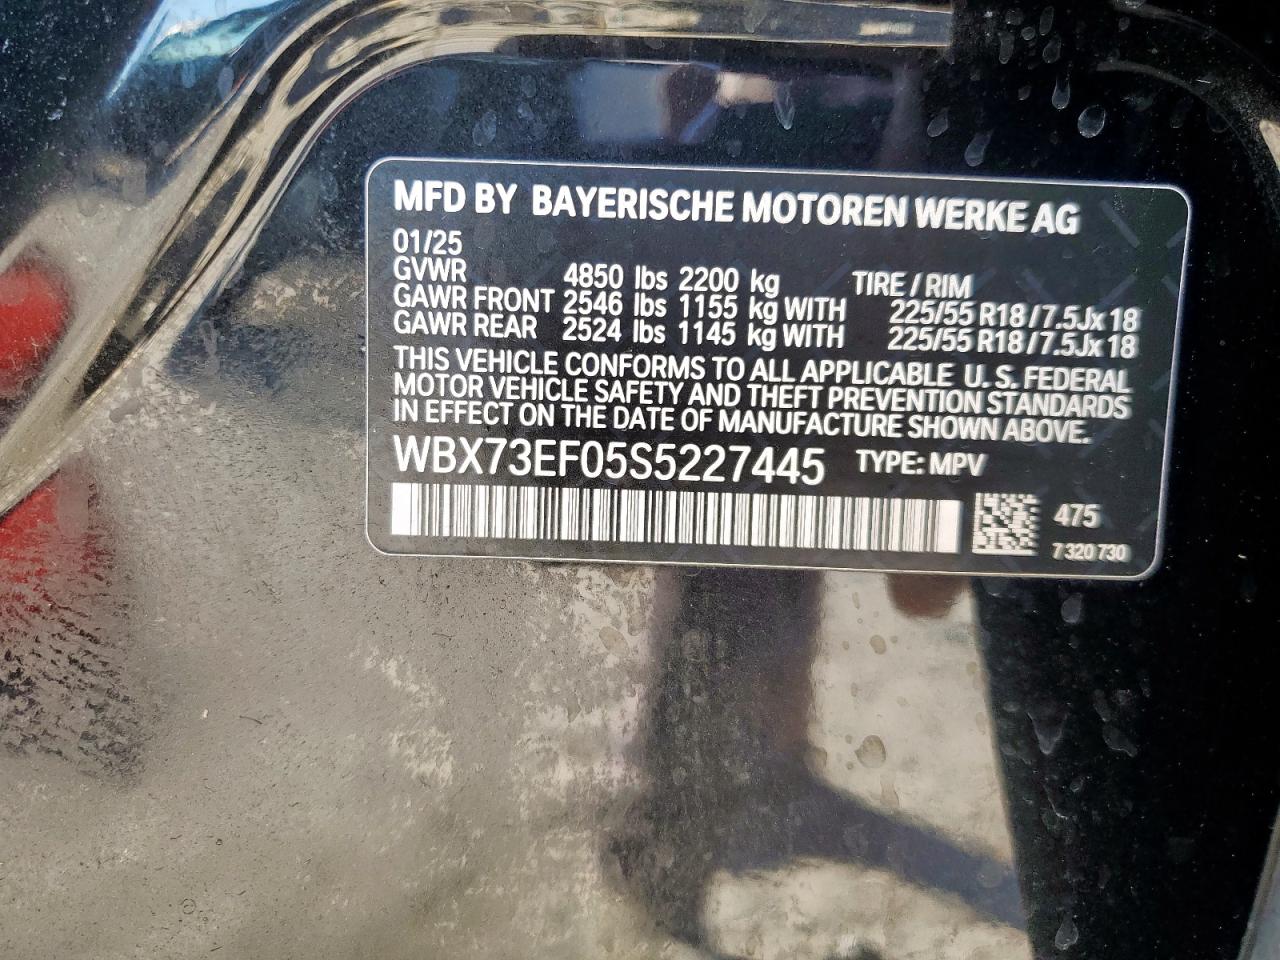 MFD BY BAYERISCHE MOTOREN WERKE AG
01/25
GVWR 4850 lbs 2200 kg TIRE / RIM
GAWR FRONT 2546 lbs 1155 kg WITH 225/55 R18 / 7.5Jx18
GAWR REAR 2524 lbs 1145 kg WITH 225/55 R18 / 7.5Jx18
THIS VEHICLE CONFORMS TO ALL APPLICABLE U.S. FEDERAL
MOTOR VEHICLE SAFETY AND THEFT PREVENTION STANDARDS
IN EFFECT ON THE DATE OF MANUFACTURE SHOWN ABOVE.
WBX73EF05S5227445 TYPE: MPV
475
7 320 730